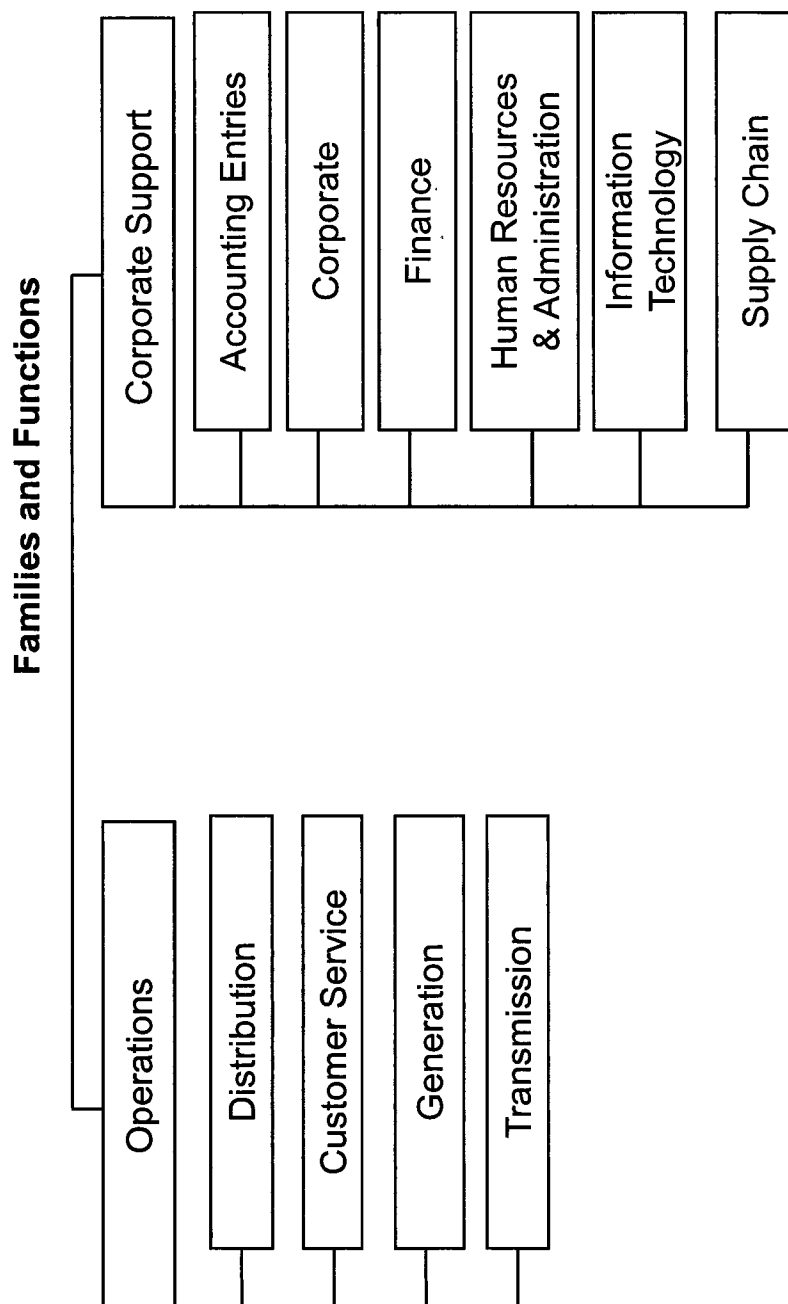 Families and Functions
Operations
Distribution
Customer Service
Generation
Transmission
Corporate Support
Accounting Entries
Corporate
Finance
Human Resources
& Administration
Information
Technology
Supply Chain